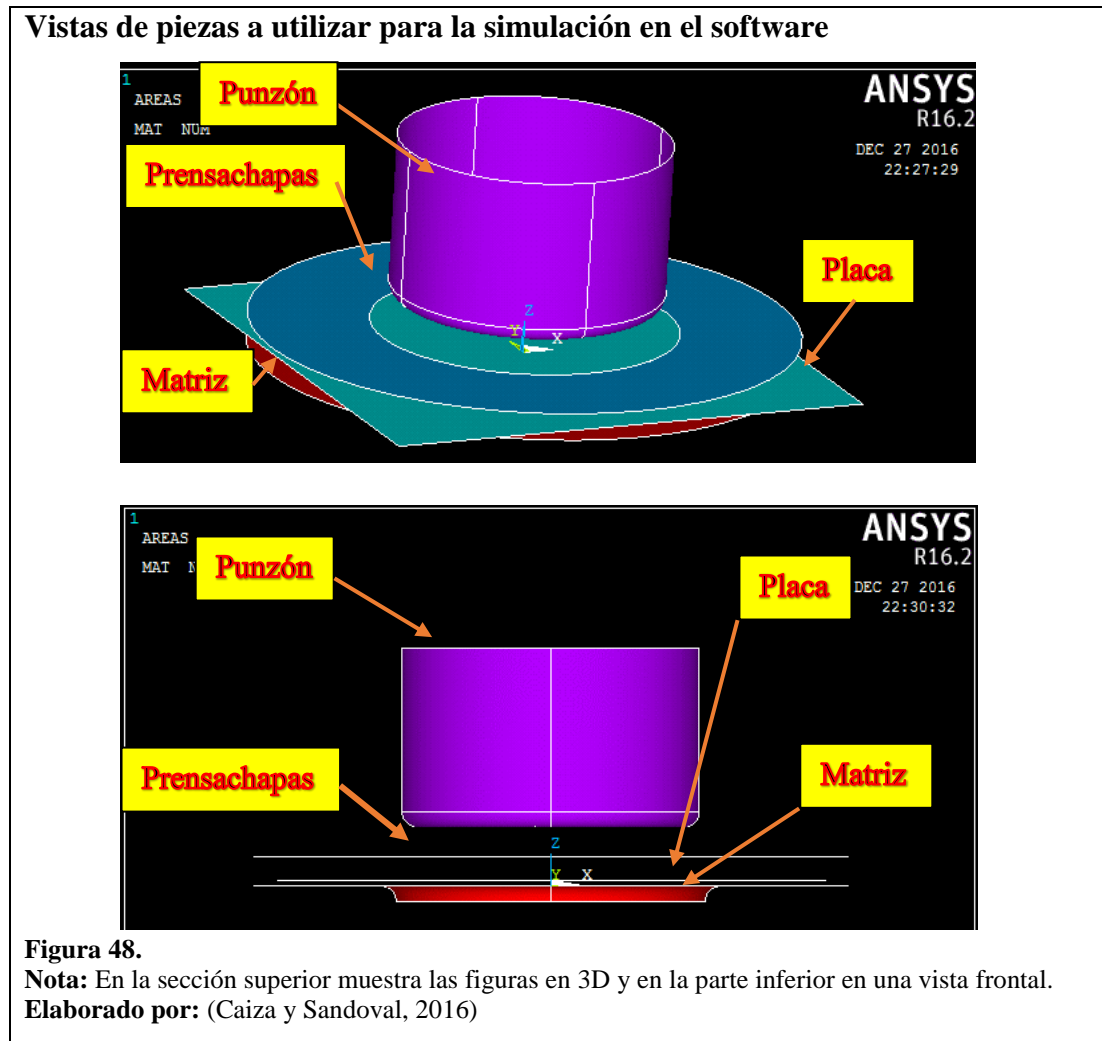 Vistas de piezas a utilizar para la simulación en el software
1
AREAS
MAT NUM
Punzón
ANSYS
R16.2
DEC 27 2016
22:27:29
Prensachapas
Placa
Z
Y
X
Matriz
1
AREAS
MAT N
Punzón
ANSYS
R16.2
Placa
DEC 27 2016
22:30:32
Prensachapas
Matriz
Z
Y
X
Figura 48.
Nota: En la sección superior muestra las figuras en 3D y en la parte inferior en una vista frontal.
Elaborado por: (Caiza y Sandoval, 2016)